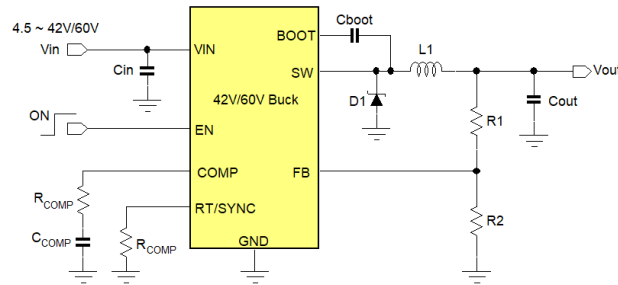 4.5 ~ 42V/60V
Vin
Cin
VIN
BOOT
Cboot
SW
L1
Vout
42V/60V Buck
D1
R1
Cout
ON
EN
COMP
FB
RCOMP
RT/SYNC
CCOMP
RCOMP
R2
GND